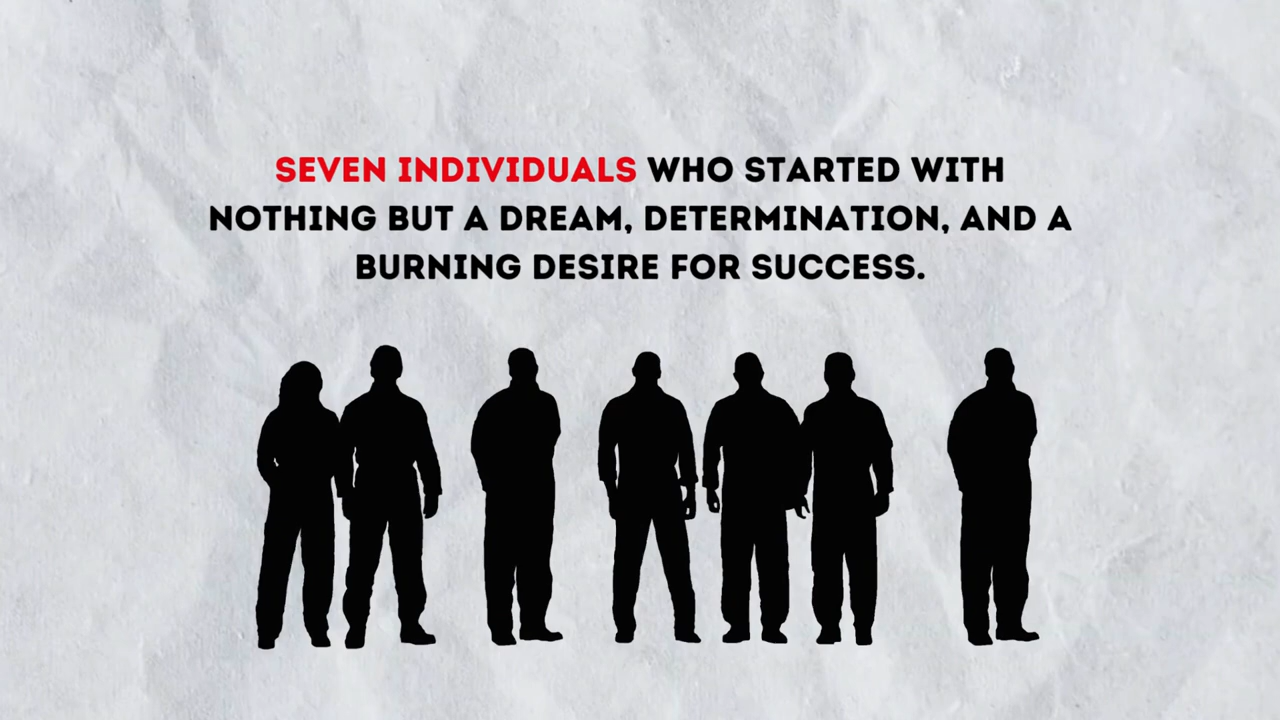 SEVEN INDIVIDUALS WHO STARTED WITH
NOTHING BUT A DREAM, DETERMINATION, AND A
BURNING DESIRE FOR SUCCESS.